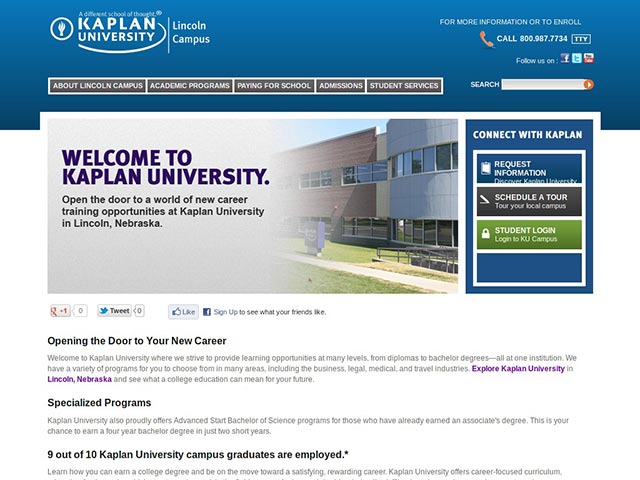 A different school of thought.®
KAPLAN
UNIVERSITY
Lincoln
Campus
FOR MORE INFORMATION OR TO ENROLL
CALL 800.987.7734 TTY
Follow us on :
ABOUT LINCOLN CAMPUS ACADEMIC PROGRAMS PAYING FOR SCHOOL ADMISSIONS STUDENT SERVICES
SEARCH
WELCOME TO
KAPLAN UNIVERSITY.
Open the door to a world of new career
training opportunities at Kaplan University
in Lincoln, Nebraska.
CONNECT WITH KAPLAN
REQUEST
INFORMATION
Discover Kaplan University
SCHEDULE A TOUR
Tour your local campus
STUDENT LOGIN
Login to KU Campus
+1 0 Tweet 0 Like Sign Up to see what your friends like.
Opening the Door to Your New Career
Welcome to Kaplan University where we strive to provide learning opportunities at many levels, from diplomas to bachelor degrees—all at one institution. We
have a variety of programs for you to choose from in many areas, including the business, legal, medical, and travel industries. Explore Kaplan University in
Lincoln, Nebraska and see what a college education can mean for your future.
Specialized Programs
Kaplan University also proudly offers Advanced Start Bachelor of Science programs for those who have already earned an associate's degree. This is your
chance to earn a four year bachelor degree in just two short years.
9 out of 10 Kaplan University campus graduates are employed.*
Learn how you can earn a college degree and be on the move toward a satisfying, rewarding career. Kaplan University offers career-focused curriculum,